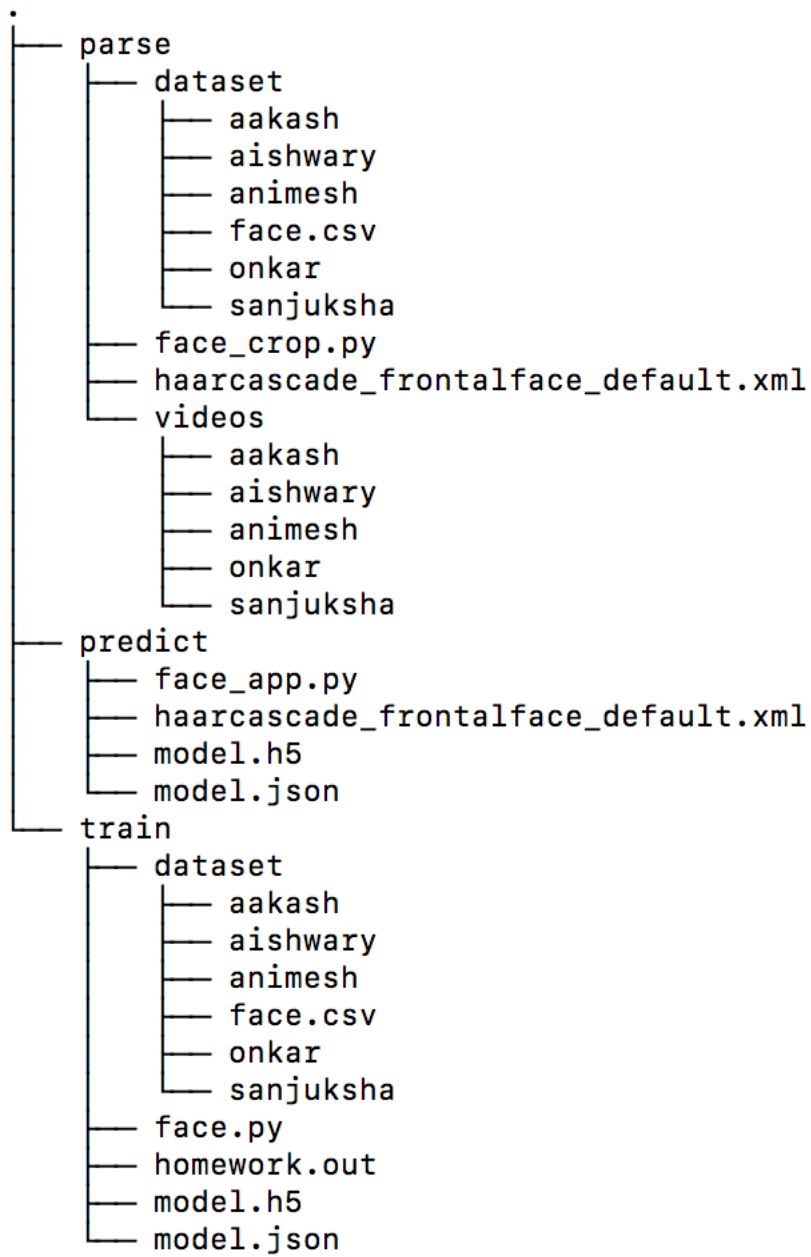 .
├── parse
│   ├── dataset
│   │   ├── aakash
│   │   ├── aishwary
│   │   ├── animesh
│   │   ├── face.csv
│   │   ├── onkar
│   │   └── sanjuksha
│   ├── face_crop.py
│   ├── haarcascade_frontalface_default.xml
│   └── videos
│       ├── aakash
│       ├── aishwary
│       ├── animesh
│       ├── onkar
│       └── sanjuksha
├── predict
│   ├── face_app.py
│   ├── haarcascade_frontalface_default.xml
│   ├── model.h5
│   └── model.json
└── train
    ├── dataset
    │   ├── aakash
    │   ├── aishwary
    │   ├── animesh
    │   ├── face.csv
    │   ├── onkar
    │   └── sanjuksha
    ├── face.py
    ├── homework.out
    ├── model.h5
    └── model.json